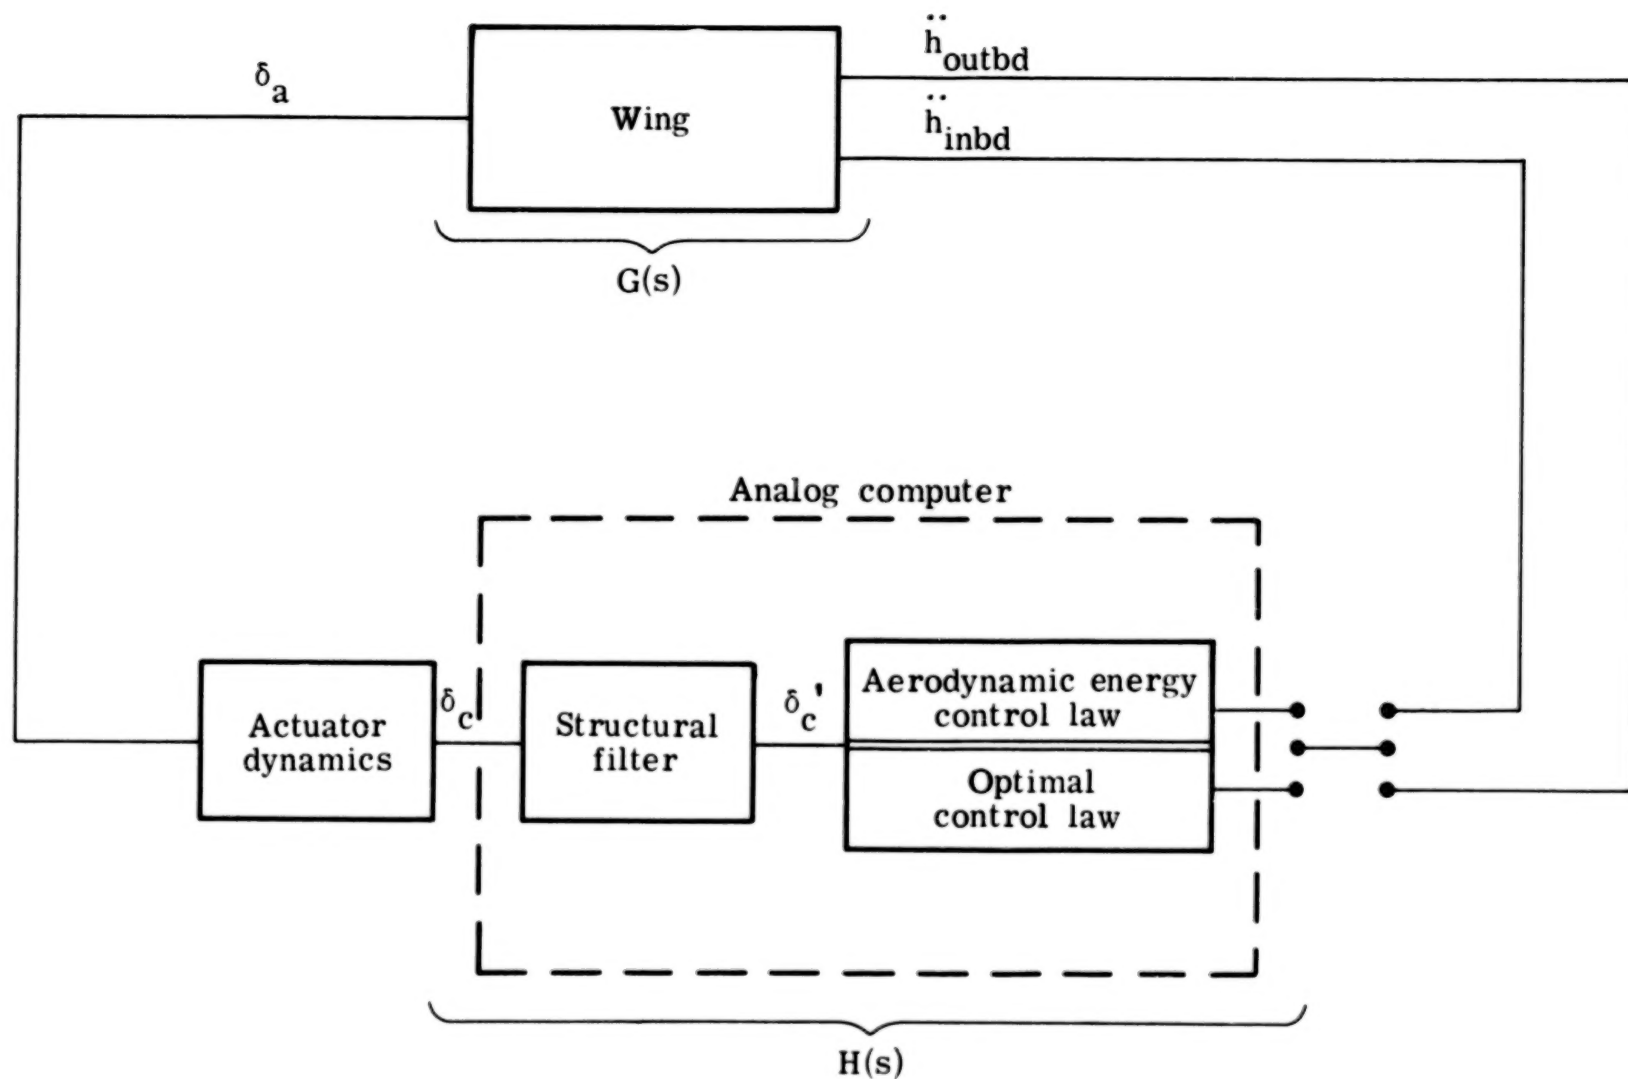 δa
Wing
ḧoutbd
ḧinbd
G(s)
Analog computer
Actuator
dynamics
δc
Structural
filter
δc'
Aerodynamic energy
control law
Optimal
control law
H(s)